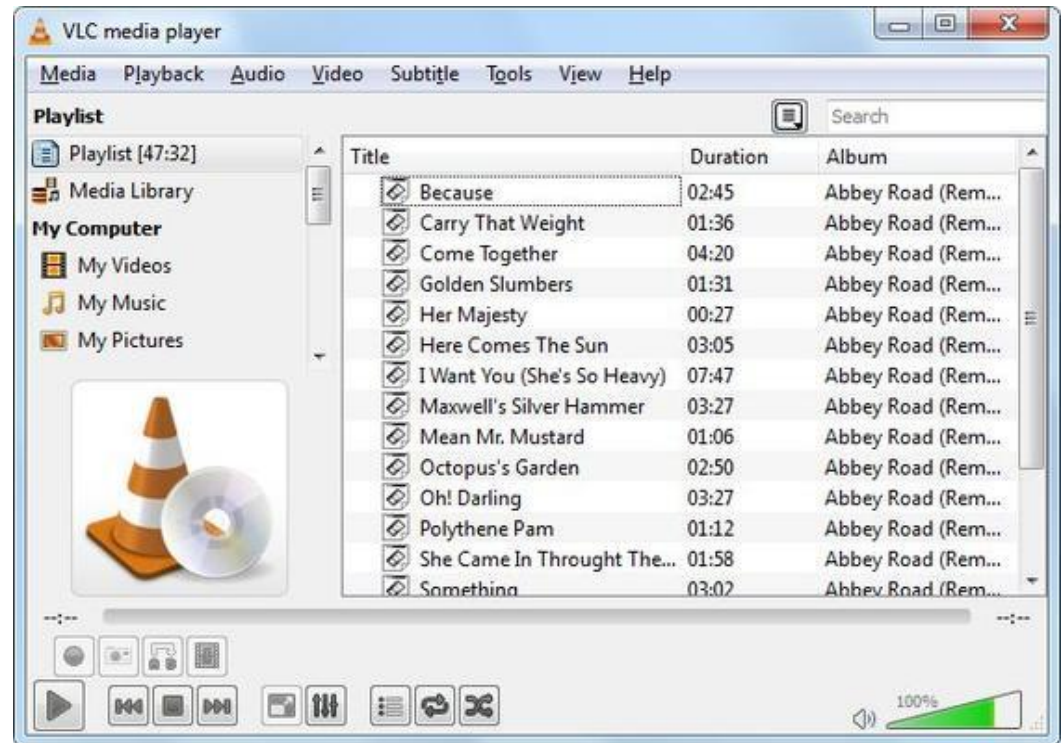 VLC media player
Media Playback Audio Video Subtitle Tools View Help
Playlist
Search
Playlist [47:32]
Media Library
My Computer
My Videos
My Music
My Pictures
Title Duration Album
Because 02:45 Abbey Road (Rem...
Carry That Weight 01:36 Abbey Road (Rem...
Come Together 04:20 Abbey Road (Rem...
Golden Slumbers 01:31 Abbey Road (Rem...
Her Majesty 00:27 Abbey Road (Rem...
Here Comes The Sun 03:05 Abbey Road (Rem...
I Want You (She's So Heavy) 07:47 Abbey Road (Rem...
Maxwell's Silver Hammer 03:27 Abbey Road (Rem...
Mean Mr. Mustard 01:06 Abbey Road (Rem...
Octopus's Garden 02:50 Abbey Road (Rem...
Oh! Darling 03:27 Abbey Road (Rem...
Polythene Pam 01:12 Abbey Road (Rem...
She Came In Throught The... 01:58 Abbey Road (Rem...
Something 03:02 Abbey Road (Rem...
--:-- --:--
100%